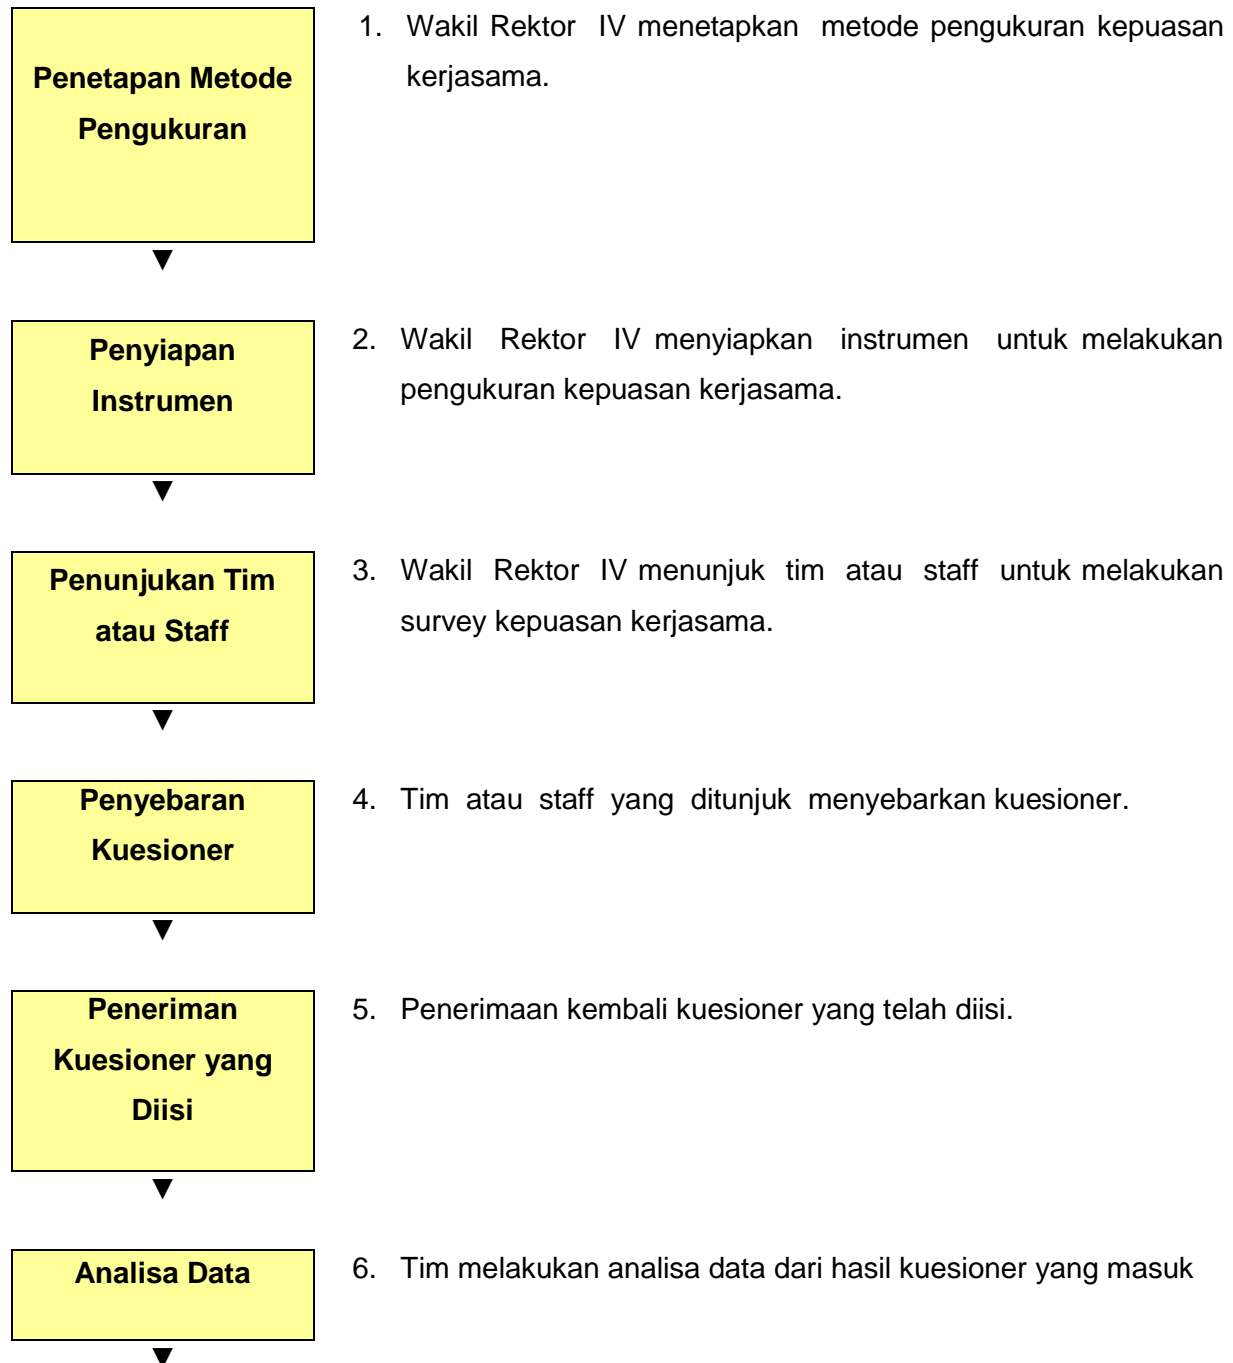 Penetapan Metode
Pengukuran
1. Wakil Rektor IV menetapkan metode pengukuran kepuasan
kerjasama.
Penyiapan
Instrumen
2. Wakil Rektor IV menyiapkan instrumen untuk melakukan
pengukuran kepuasan kerjasama.
Penunjukan Tim
atau Staff
3. Wakil Rektor IV menunjuk tim atau staff untuk melakukan
survey kepuasan kerjasama.
Penyebaran
Kuesioner
4. Tim atau staff yang ditunjuk menyebarkan kuesioner.
Peneriman
Kuesioner yang
Diisi
5. Penerimaan kembali kuesioner yang telah diisi.
Analisa Data
6. Tim melakukan analisa data dari hasil kuesioner yang masuk